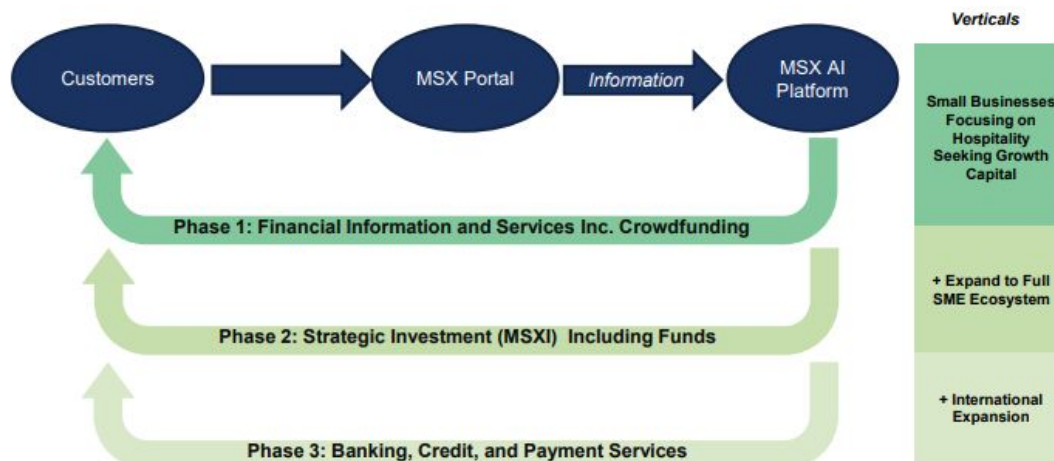 Verticals
Customers
MSX Portal
Information
MSX AI
Platform
Small Businesses
Focusing on
Hospitality
Seeking Growth
Capital
Phase 1: Financial Information and Services Inc. Crowdfunding
+ Expand to Full
SME Ecosystem
Phase 2: Strategic Investment (MSXI) Including Funds
+ International
Expansion
Phase 3: Banking, Credit, and Payment Services